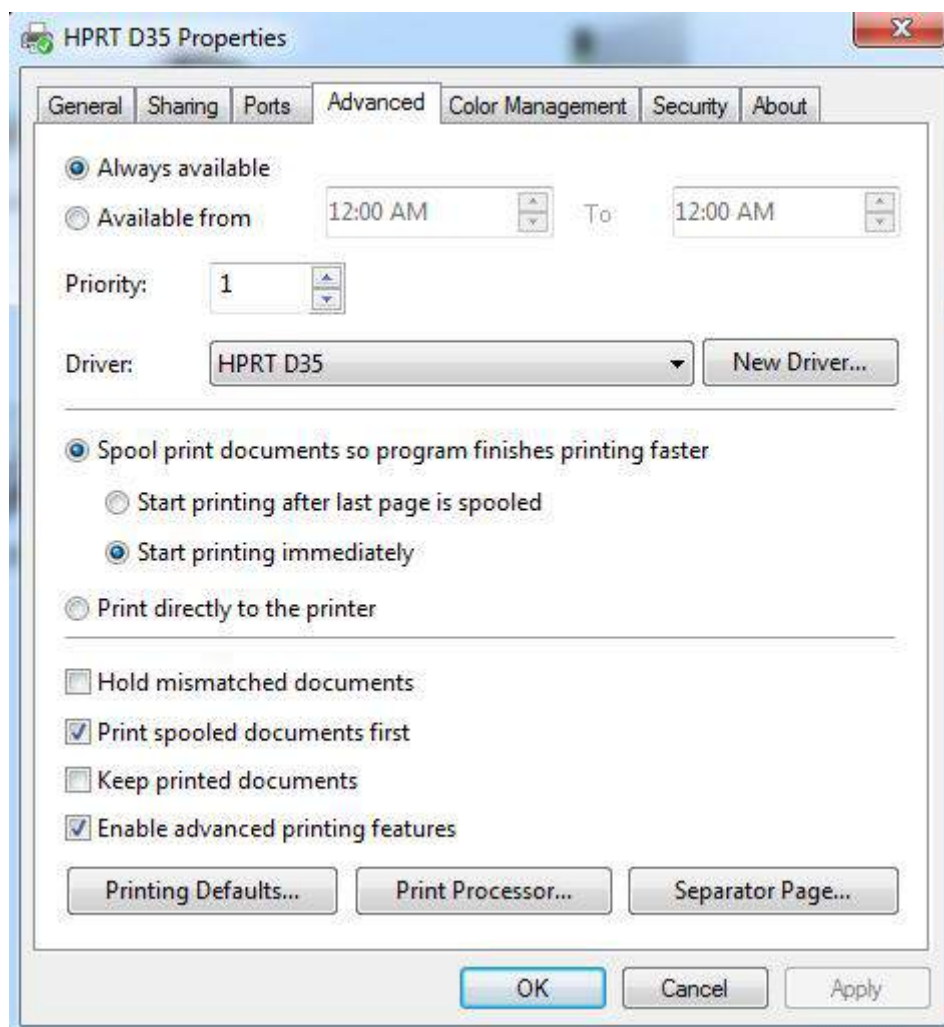 HPRT D35 Properties
General Sharing Ports Advanced Color Management Security About
Always available
Available from 12:00 AM To 12:00 AM
Priority: 1
Driver: HPRT D35 New Driver...
Spool print documents so program finishes printing faster
Start printing after last page is spooled
Start printing immediately
Print directly to the printer
Hold mismatched documents
Print spooled documents first
Keep printed documents
Enable advanced printing features
Printing Defaults... Print Processor... Separator Page...
OK Cancel Apply